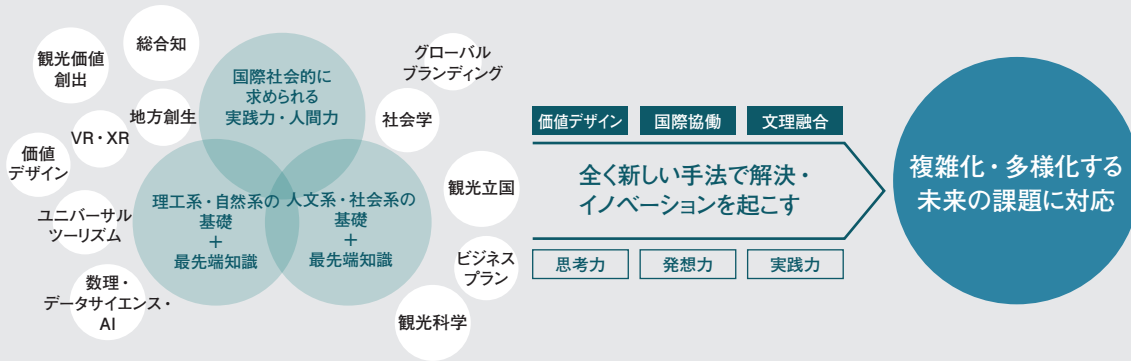 総合知
観光価値
創出
地方創生
VR・XR
価値
デザイン
ユニバーサル
ツーリズム
数理・
データサイエンス・
AI
国際社会的に
求められる
実践力・人間力
理工系・自然系の
基礎
+
最先端知識
人文系・社会系の
基礎
+
最先端知識
グローバル
ブランディング
社会学
観光立国
ビジネス
プラン
観光科学
価値デザイン
国際協働
文理融合
全く新しい手法で解決・
イノベーションを起こす
思考力
発想力
実践力
複雑化・多様化する
未来の課題に対応